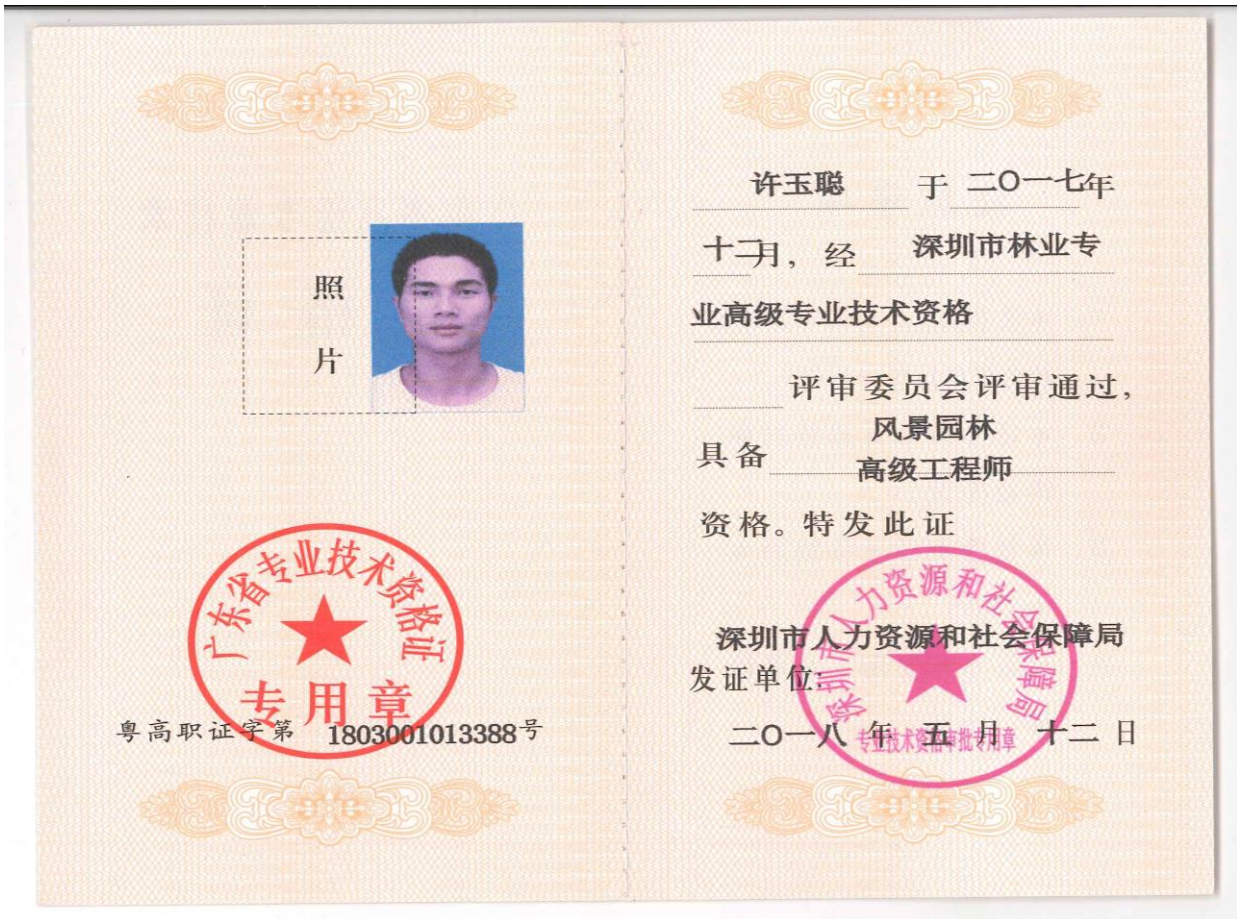 照
片
广东省专业技术资格证
专用章
粤高职证字第 1803001013388号
许玉聪 于 二〇一七年
十二月，经 深圳市林业专
业高级专业技术资格
评审委员会评审通过，
风景园林
具备 高级工程师
资格。特发此证
深圳市人力资源和社会保障局
深圳市人力资源和社会保障局
发证单位:
专业技术资格审批专用章
二〇一八 年 五 月 十二 日